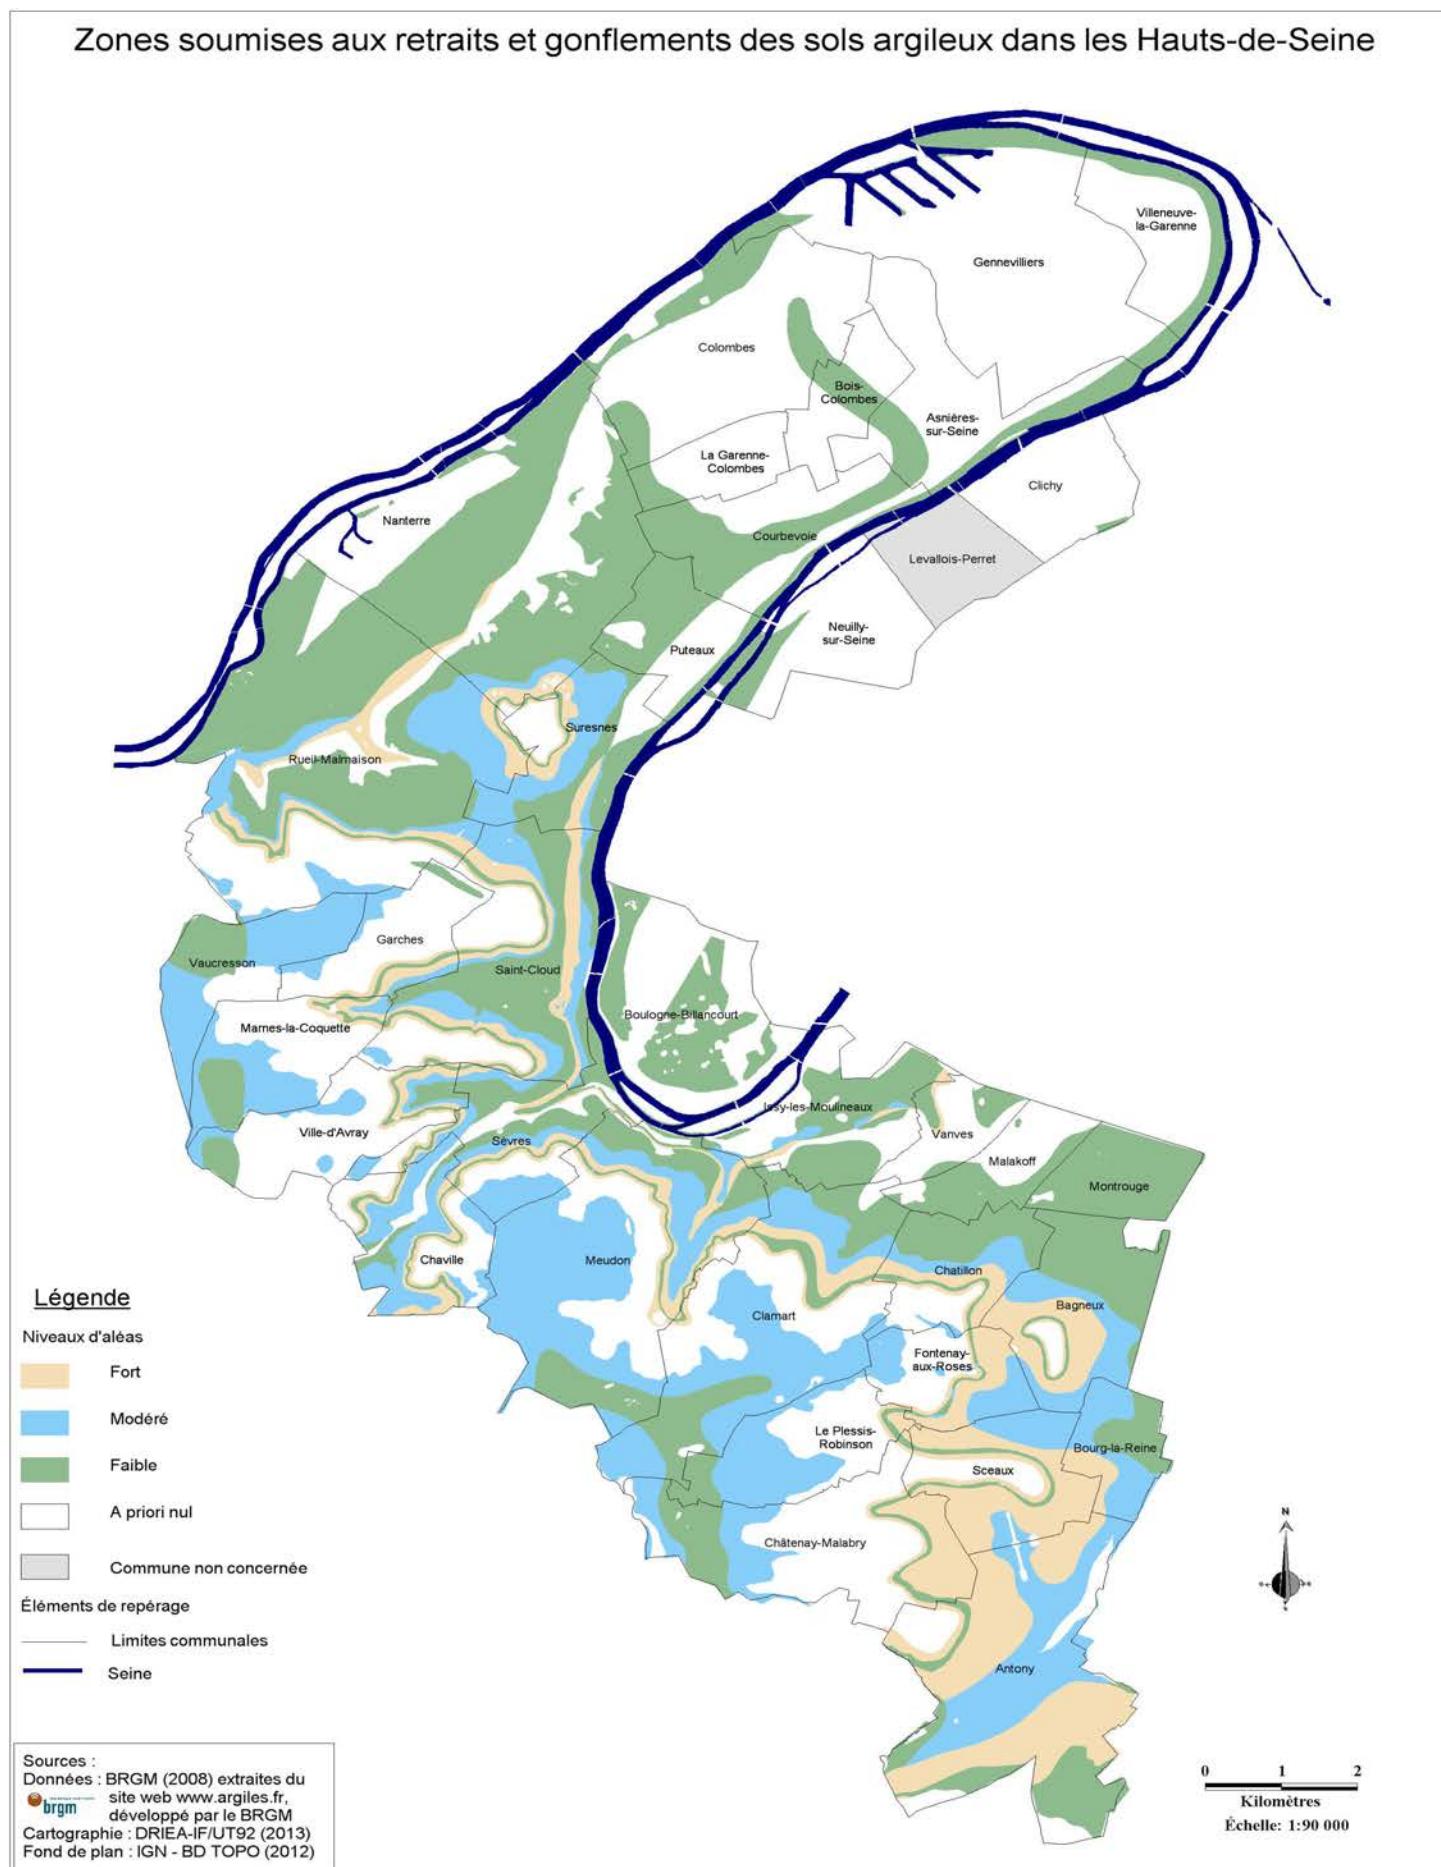 Zones soumises aux retraits et gonflements des sols argileux dans les Hauts-de-Seine
Villeneuve-
la-Garenne
Gennevilliers
Colombes
Bois-
Colombes
Asnières-
sur-Seine
La Garenne-
Colombes
Clichy
Nanterre
Courbevoie
Levallois-Perret
Neuilly-
sur-Seine
Puteaux
Suresnes
Rueil-Malmaison
Garches
Vaucresson
Saint-Cloud
Boulogne-Billancourt
Marnes-la-Coquette
Issy-les-Moulineaux
Ville-d'Avray
Sèvres
Vanves
Malakoff
Montrouge
Chaville
Meudon
Chatillon
Bagneux
Clamart
Fontenay-
aux-Roses
Le Plessis-
Robinson
Bourg-la-Reine
Sceaux
Châtenay-Malabry
Antony
Légende
Niveaux d'aléas
Fort
Modéré
Faible
A priori nul
Commune non concernée
Éléments de repérage
Limites communales
Seine
N
0 1 2
Kilomètres
Échelle: 1:90 000
Sources :
Données : BRGM (2008) extraites du
site web www.argiles.fr,
brgm
développé par le BRGM
Cartographie : DRIEA-IF/UT92 (2013)
Fond de plan : IGN - BD TOPO (2012)